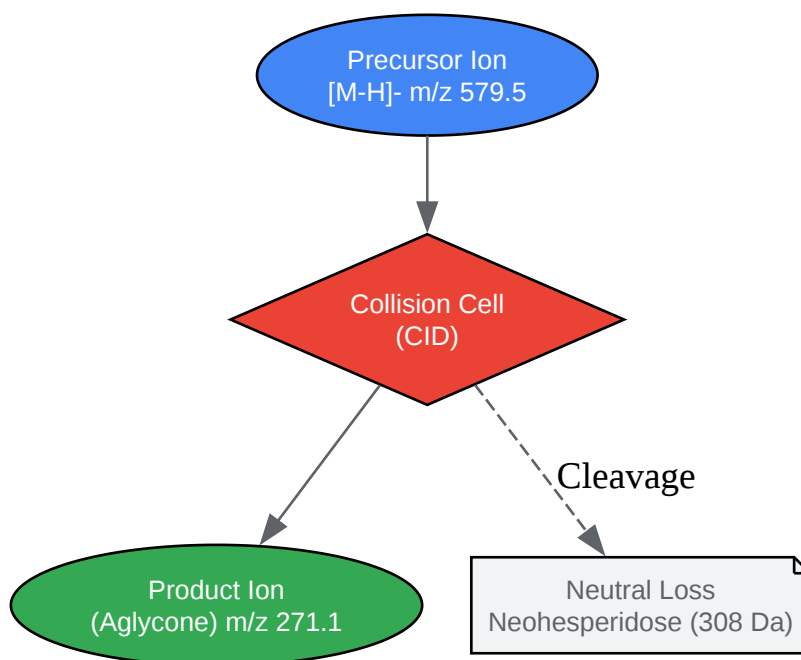 Precursor Ion
[M-H]- m/z 579.5
Collision Cell
(CID)
Cleavage
Product Ion
(Aglycone) m/z 271.1
Neutral Loss
Neohesperidose (308 Da)